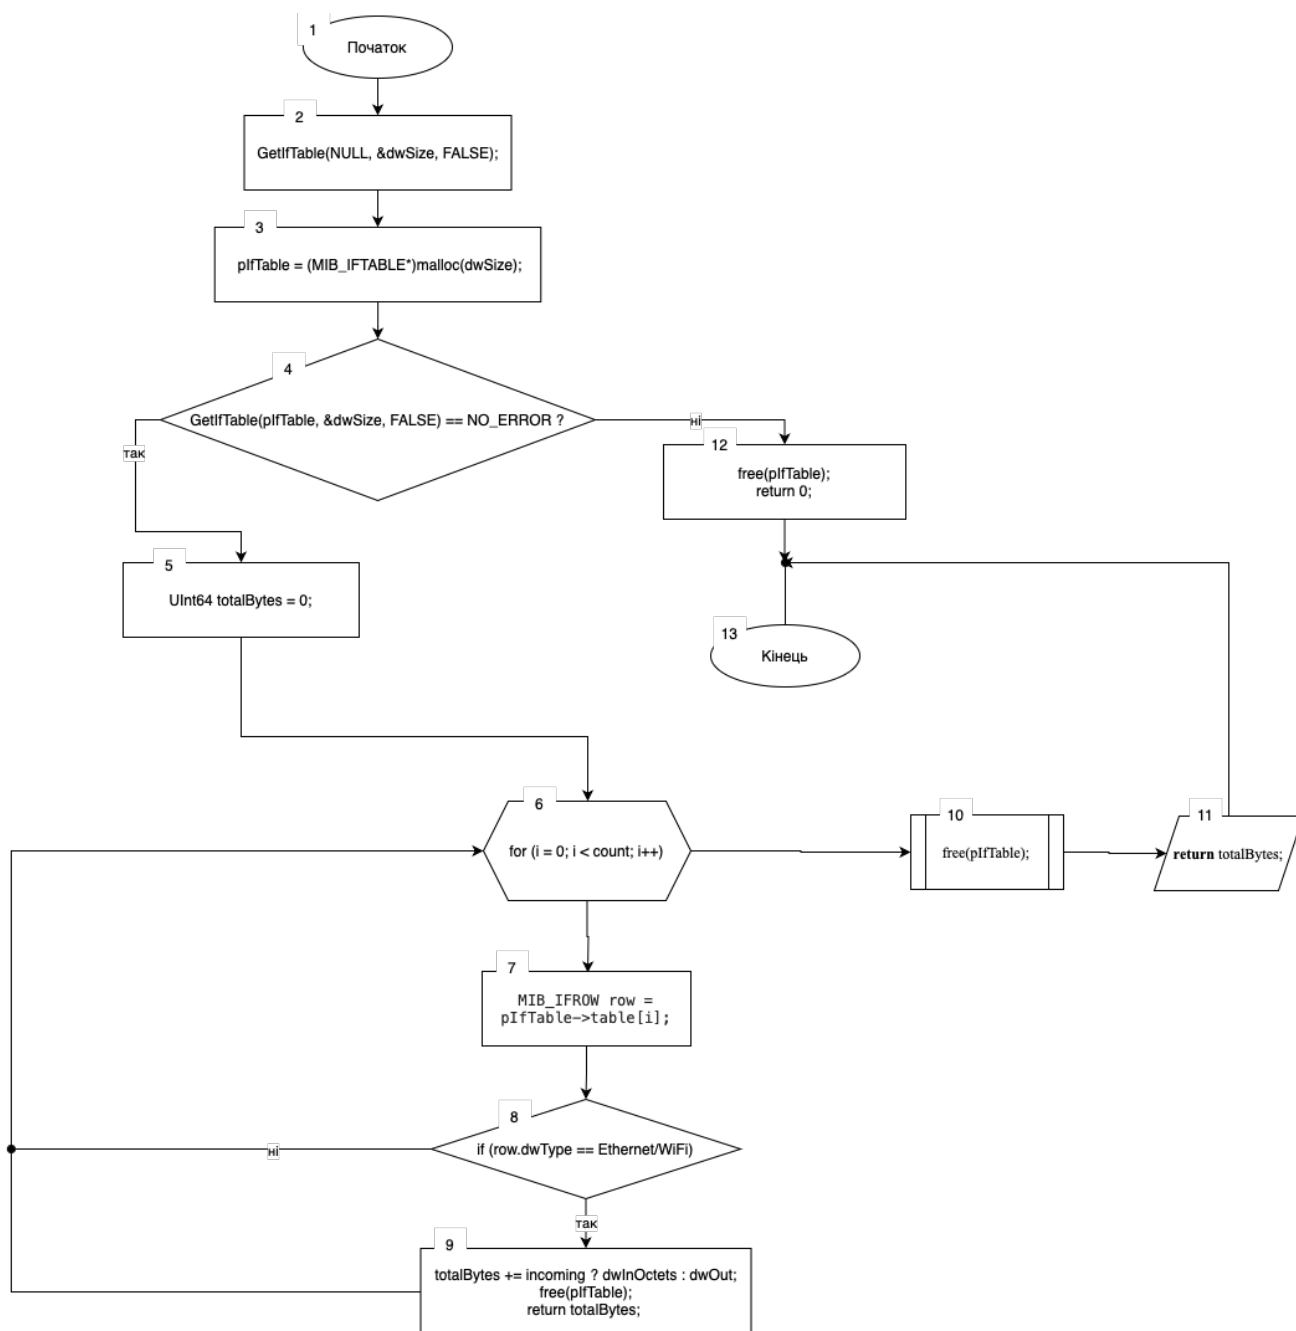 1
Початок
2
GetIfTable(NULL, &dwSize, FALSE);
3
pIfTable = (MIB_IFTABLE*)malloc(dwSize);
4
GetIfTable(pIfTable, &dwSize, FALSE) == NO_ERROR ?
ні
так
12
free(pIfTable);
return 0;
5
UInt64 totalBytes = 0;
13
Кінець
6
for (i = 0; i < count; i++)
10
free(pIfTable);
11
return totalBytes;
7
MIB_IFROW row =
pIfTable->table[i];
8
if (row.dwType == Ethernet/WiFi)
ні
так
9
totalBytes += incoming ? dwInOctets : dwOut;
free(pIfTable);
return totalBytes;